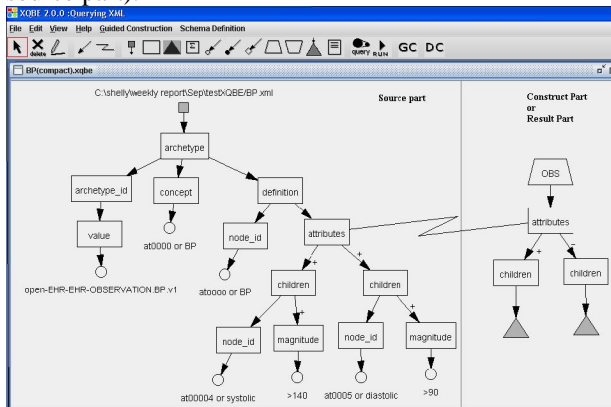 source part).
XQBE 2.0.0 :Querying XML
File Edit View Help Guided Construction Schema Definition
delete query RUN GC DC
BP(compact).xqbe
C:\shelly\weekly report\Sep\testXQBE/BP.xml
Source part
Construct Part
or
Result Part
archetype
OBS
archetype_id concept definition
value node_id attributes attributes
at0000 or BP
open-EHR-EHR-OBSERVATION.BP.v1 atoooo or BP
+ + + -
children children children children
+ +
node_id magnitude node_id magnitude
at00004 or systolic >140 at0005 or diastolic >90